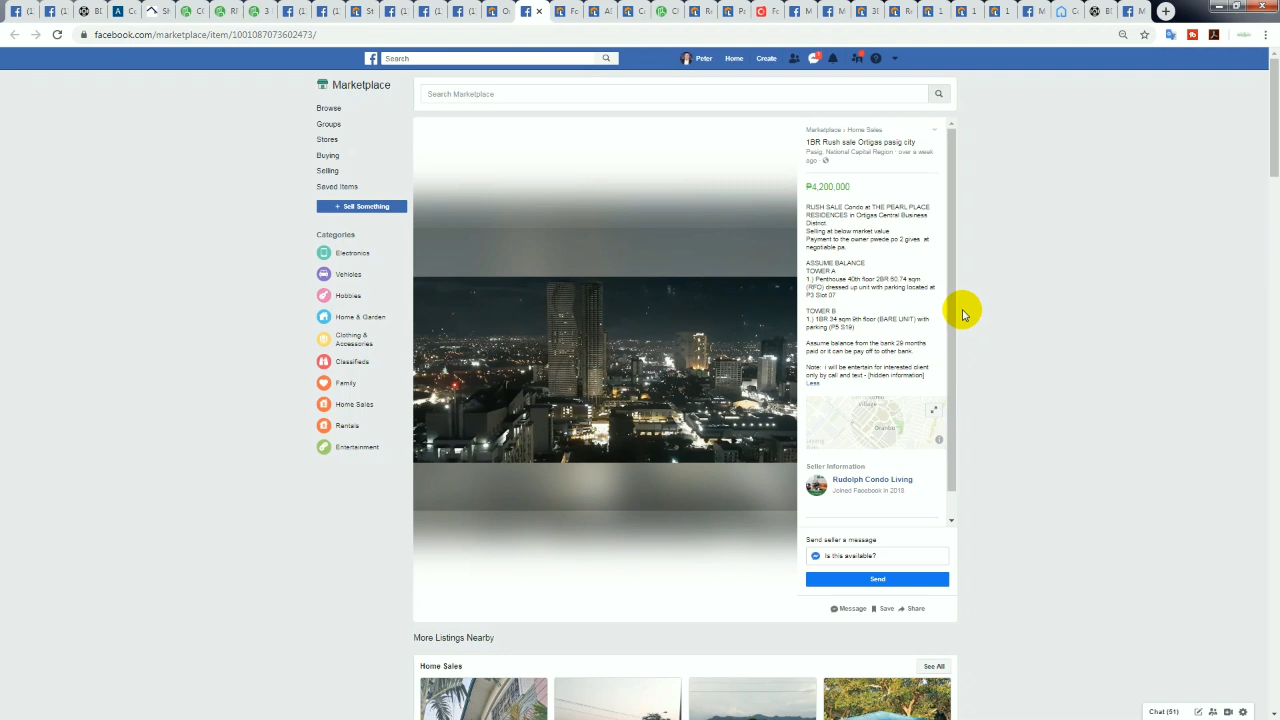 facebook.com/marketplace/item/1001087073602473/
Search
Peter
Home
Create
Marketplace
Search Marketplace
Browse
Groups
Stores
Buying
Selling
Saved Items
+ Sell Something
Categories
Electronics
Vehicles
Hobbies
Home & Garden
Clothing &
Accessories
Classifieds
Family
Home Sales
Rentals
Entertainment
Marketplace › Home Sales
1BR Rush sale Ortigas pasig city
Pasig, National Capital Region · over a week
ago ·
₱4,200,000
RUSH SALE Condo at THE PEARL PLACE
RESIDENCES in Ortigas Central Business
District.
Selling at below market value
Payment to the owner pwede po 2 gives at
negotiable pa.
ASSUME BALANCE
TOWER A
1.) Penthouse 40th floor 2BR 60.74 sqm
(RFO) dressed up unit with parking located at
P3 Slot 07
TOWER B
1.) 1BR 34 sqm 9th floor (BARE UNIT) with
parking (P5 S19)
Assume balance from the bank 29 months
paid or it can be pay off to other bank.
Note: i will be entertain for interested client
only by call and text - [hidden information]
Less
Village
Oranbo
Seller Information
Rudolph Condo Living
Joined Facebook in 2018
Send seller a message
Is this available?
Send
Message
Save
Share
More Listings Nearby
Home Sales
See All
Chat (51)